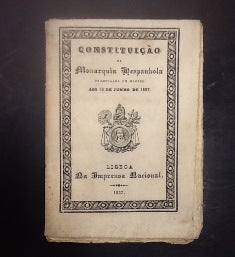 CONSTITUIÇÃO
DA
Monarquia Hespanhola
PROMULGADA EM MADRID
AOS 18 DE JUNHO DE 1837.
LISBOA
Na Imprensa Nacional.
1837.